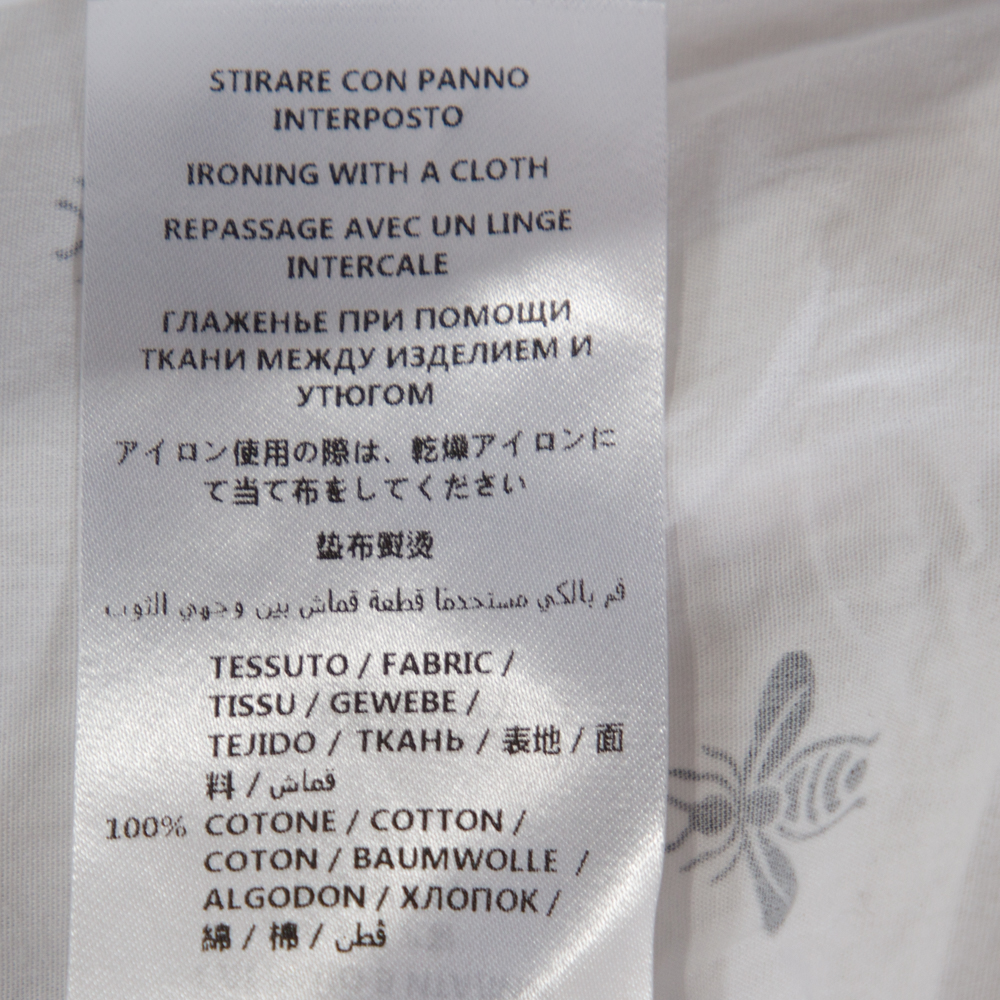 STIRARE CON PANNO
INTERPOSTO
IRONING WITH A CLOTH
REPASSAGE AVEC UN LINGE
INTERCALE
ГЛАЖЕНЬЕ ПРИ ПОМОЩИ
ТКАНИ МЕЖДУ ИЗДЕЛИЕМ И
УТЮГОМ
アイロン使用の際は、乾燥アイロンに
て当て布をしてください
垫布熨烫
قم بالكي مستخدمًا قطعة قماش بين وجهي الثوب
TESSUTO / FABRIC /
TISSU / GEWEBE /
TEJIDO / ТКАНЬ / 表地 / 面
料 / قماش
100% COTONE / COTTON /
COTON / BAUMWOLLE /
ALGODON / ХЛОПОК /
綿 / 棉 / قطن